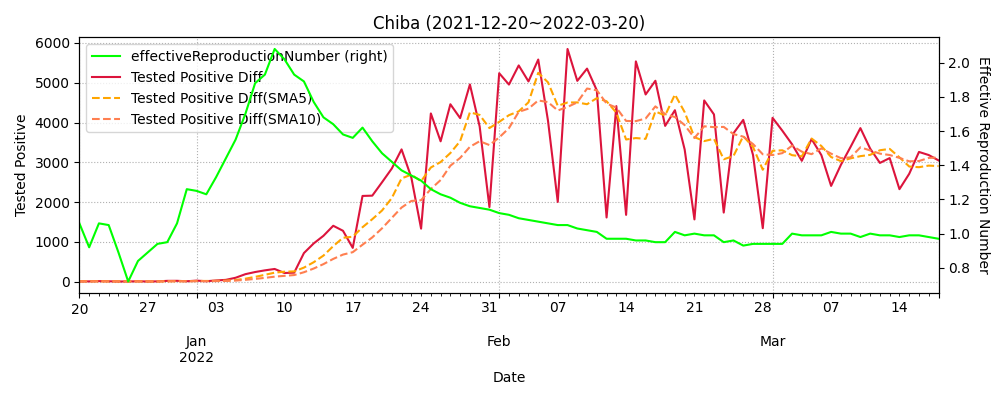 Chiba (2021-12-20~2022-03-20)
effectiveReproductionNumber (right)
Tested Positive Diff
Tested Positive Diff(SMA5)
Tested Positive Diff(SMA10)
6000
5000
4000
3000
2000
1000
0
Tested Positive
2.0
1.8
1.6
1.4
1.2
1.0
0.8
Effective Reproduction Number
20 27 03 10 17 24 31 07 14 21 28 07 14
Jan Feb Mar
2022
Date